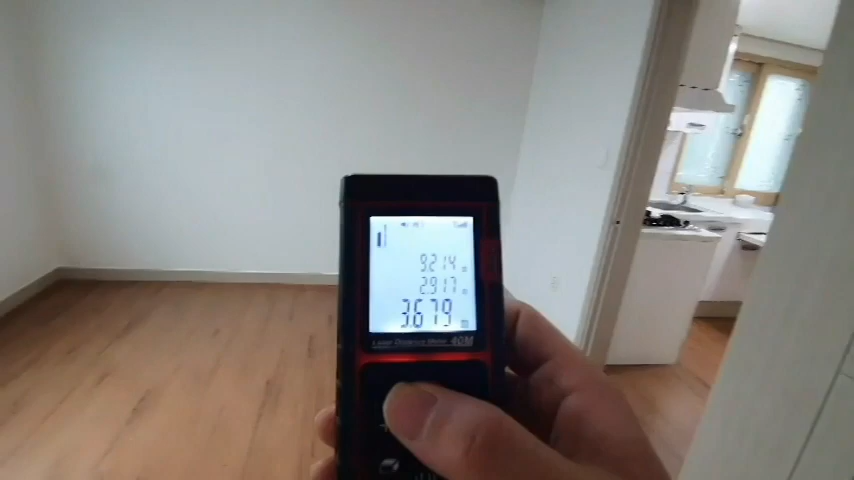 9.214 m
2.917 m
3.679 m
Laser Distance Meter 40M